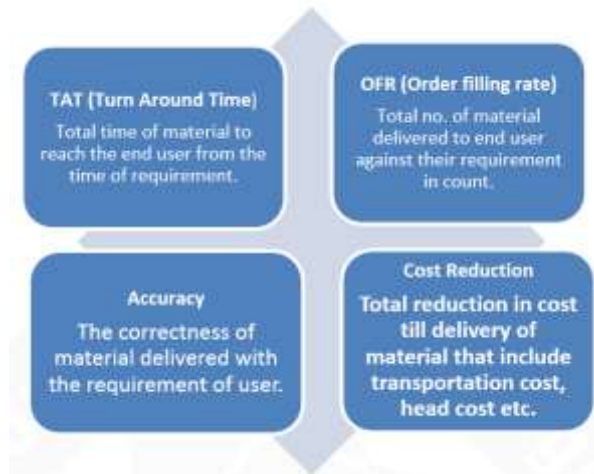 TAT (Turn Around Time)
Total time of material to
reach the end user from the
time of requirement.
OFR (Order filling rate)
Total no. of material
delivered to end user
against their requirement
in count.
Accuracy
The correctness of
material delivered with
the requirement of user.
Cost Reduction
Total reduction in cost
till delivery of
material that include
transportation cost,
head cost etc.